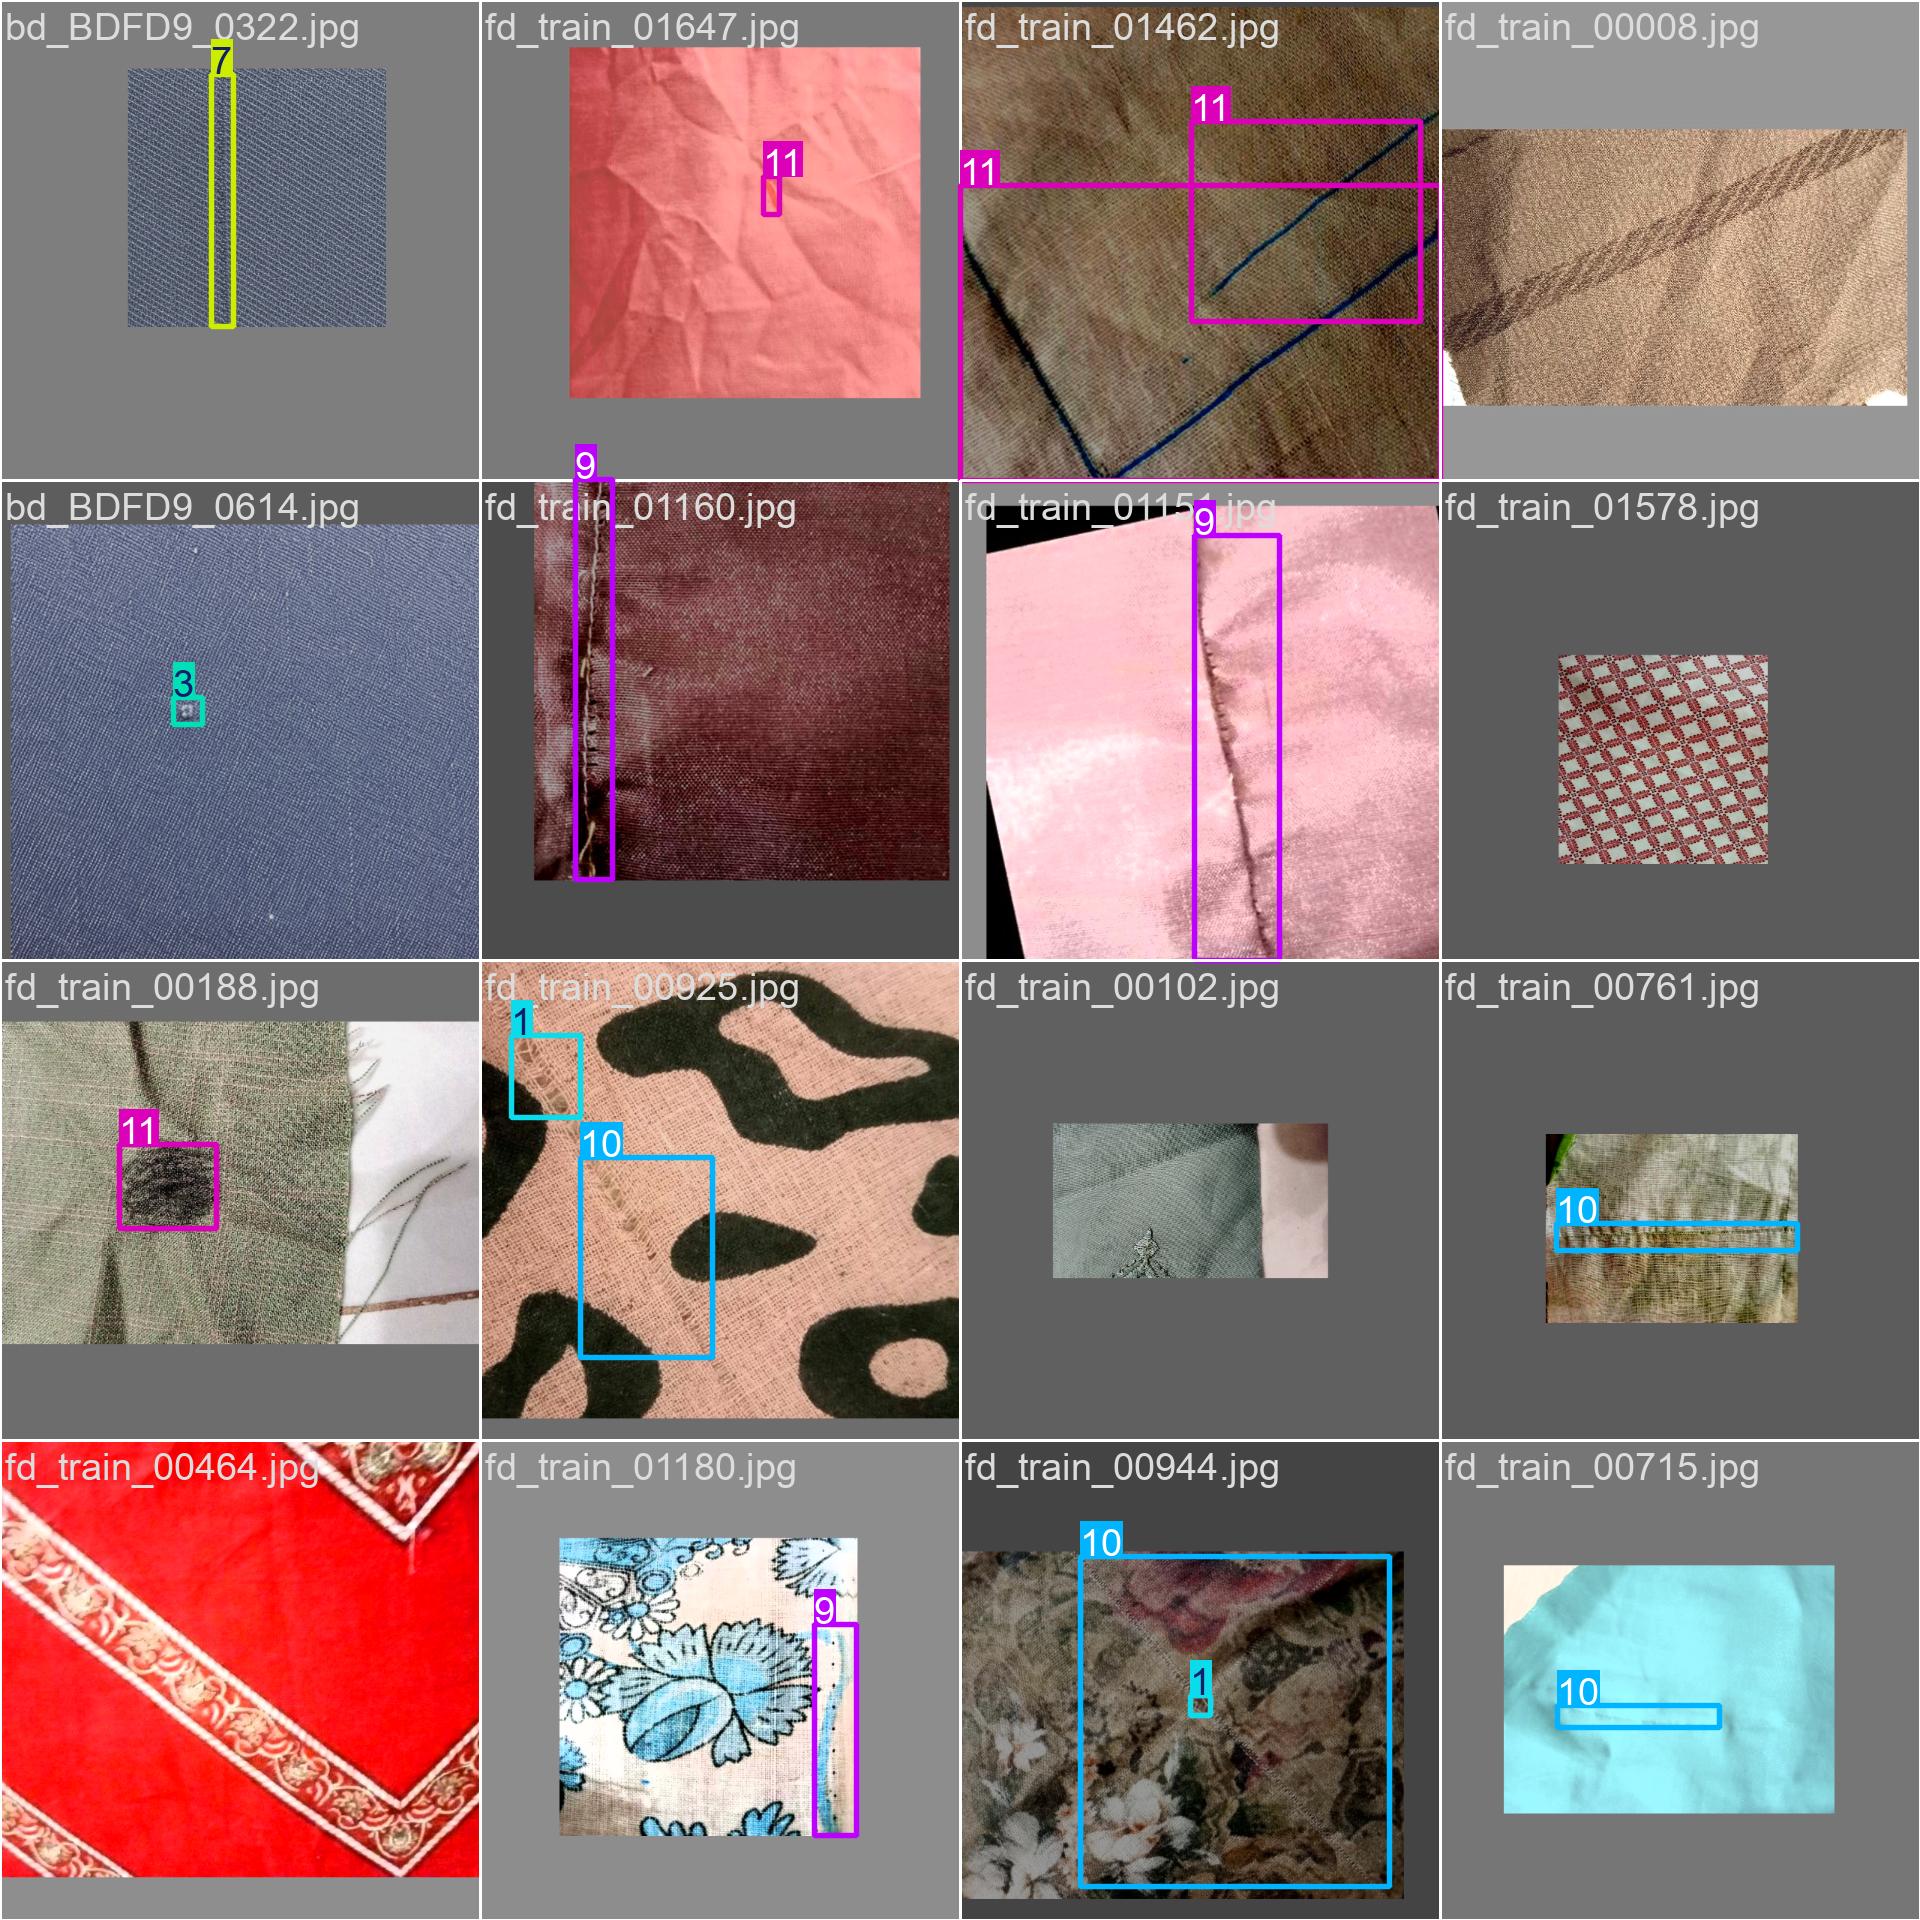 bd_BDFD9_0322.jpg
fd_train_01647.jpg
fd_train_01462.jpg
fd_train_00008.jpg
7
11
11
11
bd_BDFD9_0614.jpg
fd_train_01160.jpg
fd_train_01151.jpg
fd_train_01578.jpg
9
9
3
fd_train_00188.jpg
fd_train_00925.jpg
fd_train_00102.jpg
fd_train_00761.jpg
1
11
10
10
fd_train_00464.jpg
fd_train_01180.jpg
fd_train_00944.jpg
fd_train_00715.jpg
10
9
1
10